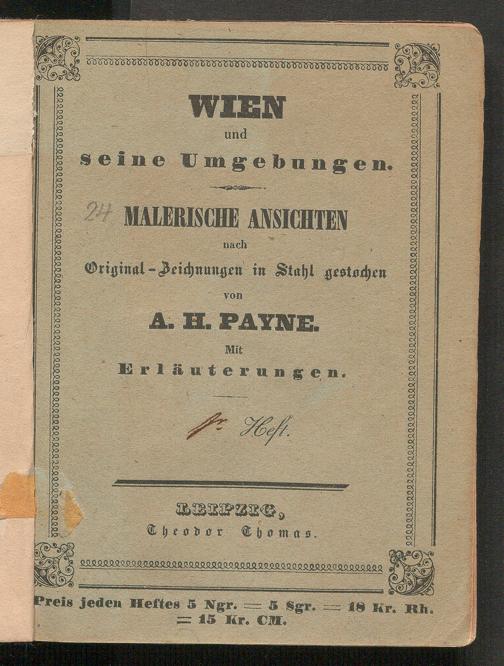 WIEN
und
seine Umgebungen.
24
MALERISCHE ANSICHTEN
nach
Original-Zeichnungen in Stahl gestochen
von
A. H. PAYNE.
Mit
Erläuterungen.
Heft.
LEIPZIG,
Theodor Thomas.
Preis jeden Heftes 5 Ngr. = 5 Sgr. = 18 Kr. Rh.
= 15 Kr. CM.